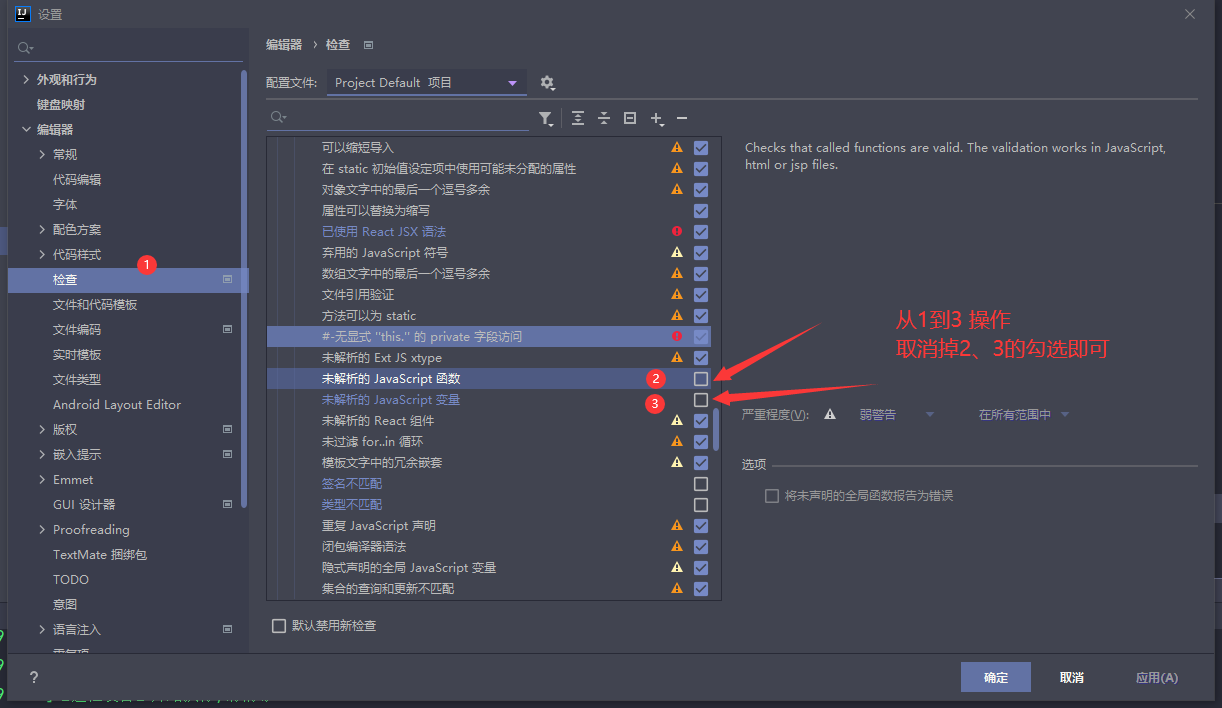 设置
编辑器 › 检查
配置文件: Project Default 项目
外观和行为
键盘映射
编辑器
常规
代码编辑
字体
配色方案
代码样式
1
检查
文件和代码模板
文件编码
实时模板
文件类型
Android Layout Editor
版权
嵌入提示
Emmet
GUI 设计器
Proofreading
TextMate 捆绑包
TODO
意图
语言注入
可以缩短导入
在 static 初始值设定项中使用可能未分配的属性
对象文字中的最后一个逗号多余
属性可以替换为缩写
已使用 React JSX 语法
弃用的 JavaScript 符号
数组文字中的最后一个逗号多余
文件引用验证
方法可以为 static
#-无显式 "this." 的 private 字段访问
未解析的 Ext JS xtype
未解析的 JavaScript 函数 2
未解析的 JavaScript 变量 3
未解析的 React 组件
未过滤 for..in 循环
模板文字中的冗余嵌套
签名不匹配
类型不匹配
重复 JavaScript 声明
闭包编译器语法
隐式声明的全局 JavaScript 变量
集合的查询和更新不匹配
默认禁用新检查
Checks that called functions are valid. The validation works in JavaScript,
html or jsp files.
从1到3 操作
取消掉2、3的勾选即可
严重程度(V): 弱警告 在所有范围中
选项
将未声明的全局函数报告为错误
?
确定 取消 应用(A)